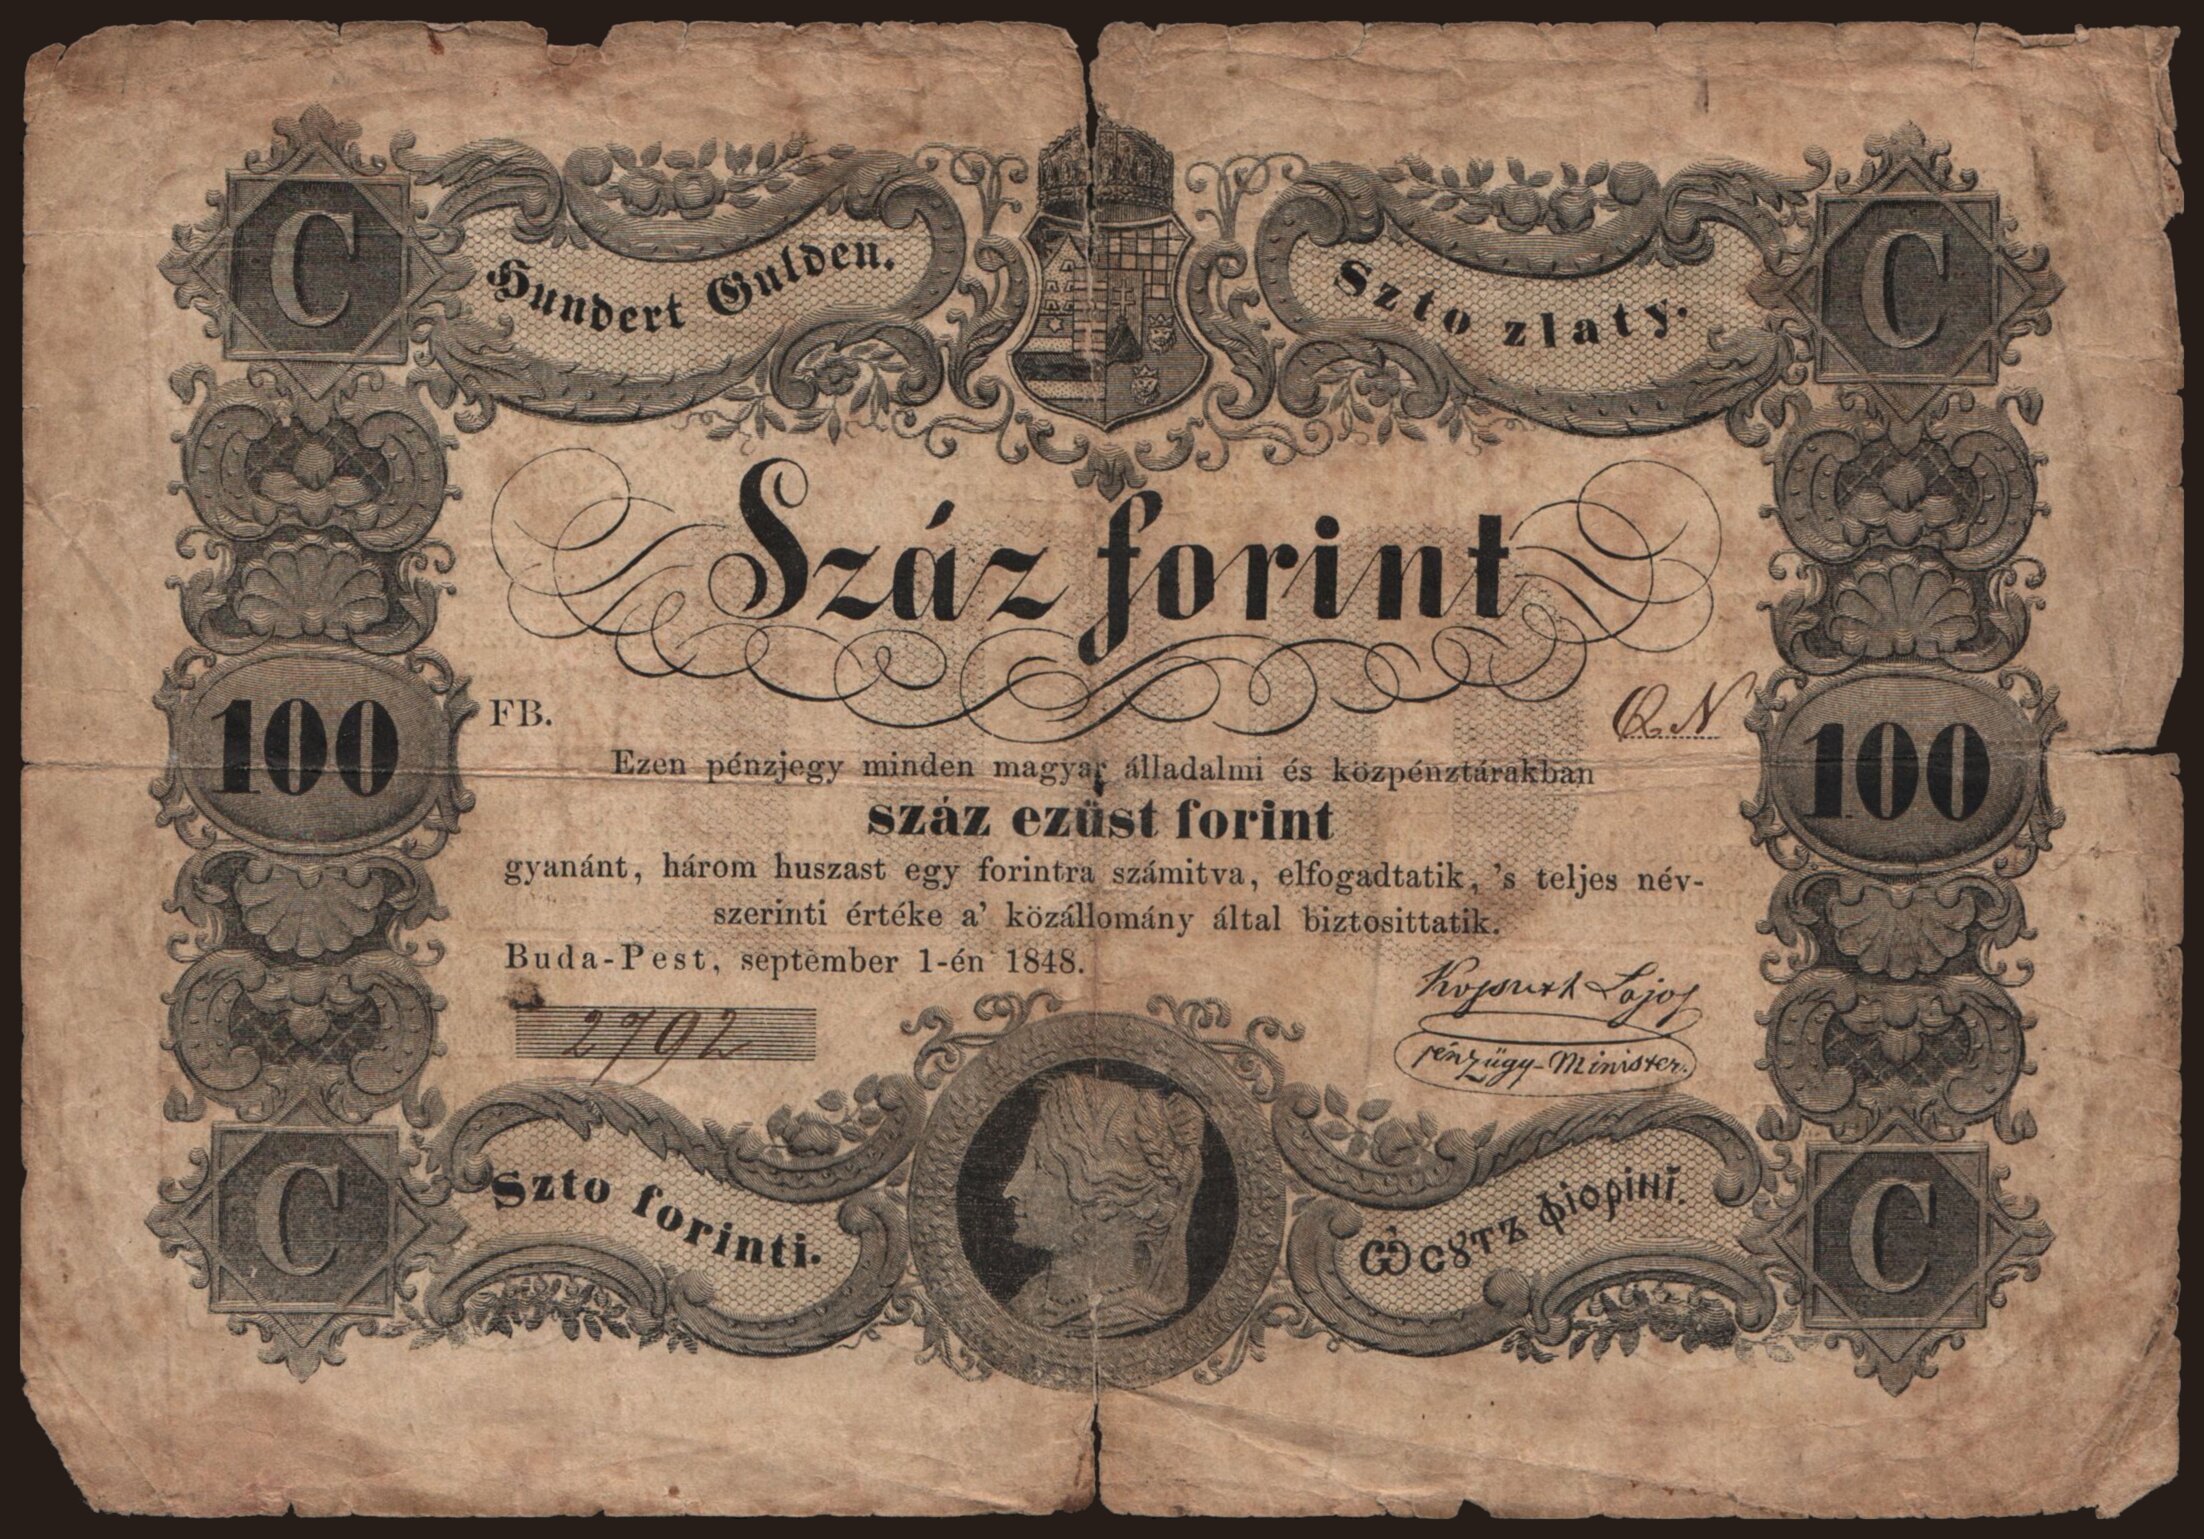 C
Hundert Gulden.
Szto zlaty.
C
Száz forint
100
FB.
Q. N
100
Ezen pénzjegy minden magyar álladalmi és közpénztárakban
száz ezüst forint
gyanánt, három huszast egy forintra számitva, elfogadtatik, 's teljes név-
szerinti értéke a' közállomány által biztosittatik.
Buda-Pest, september 1-én 1848.
2792
Kossuth Lajos
pénzügy-Minister.
C
Szto forinti.
Ѽ сꙋтъ фіоріні.
C